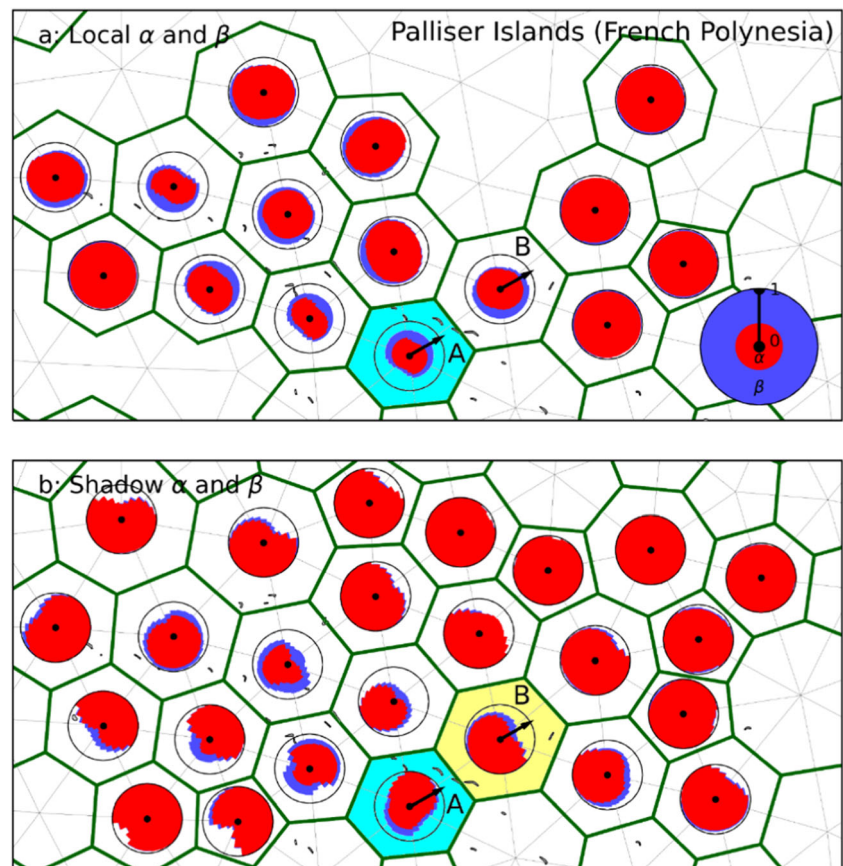 a: Local α and β
Palliser Islands (French Polynesia)
B
A
1
0
α
β
b: Shadow α and β
B
A